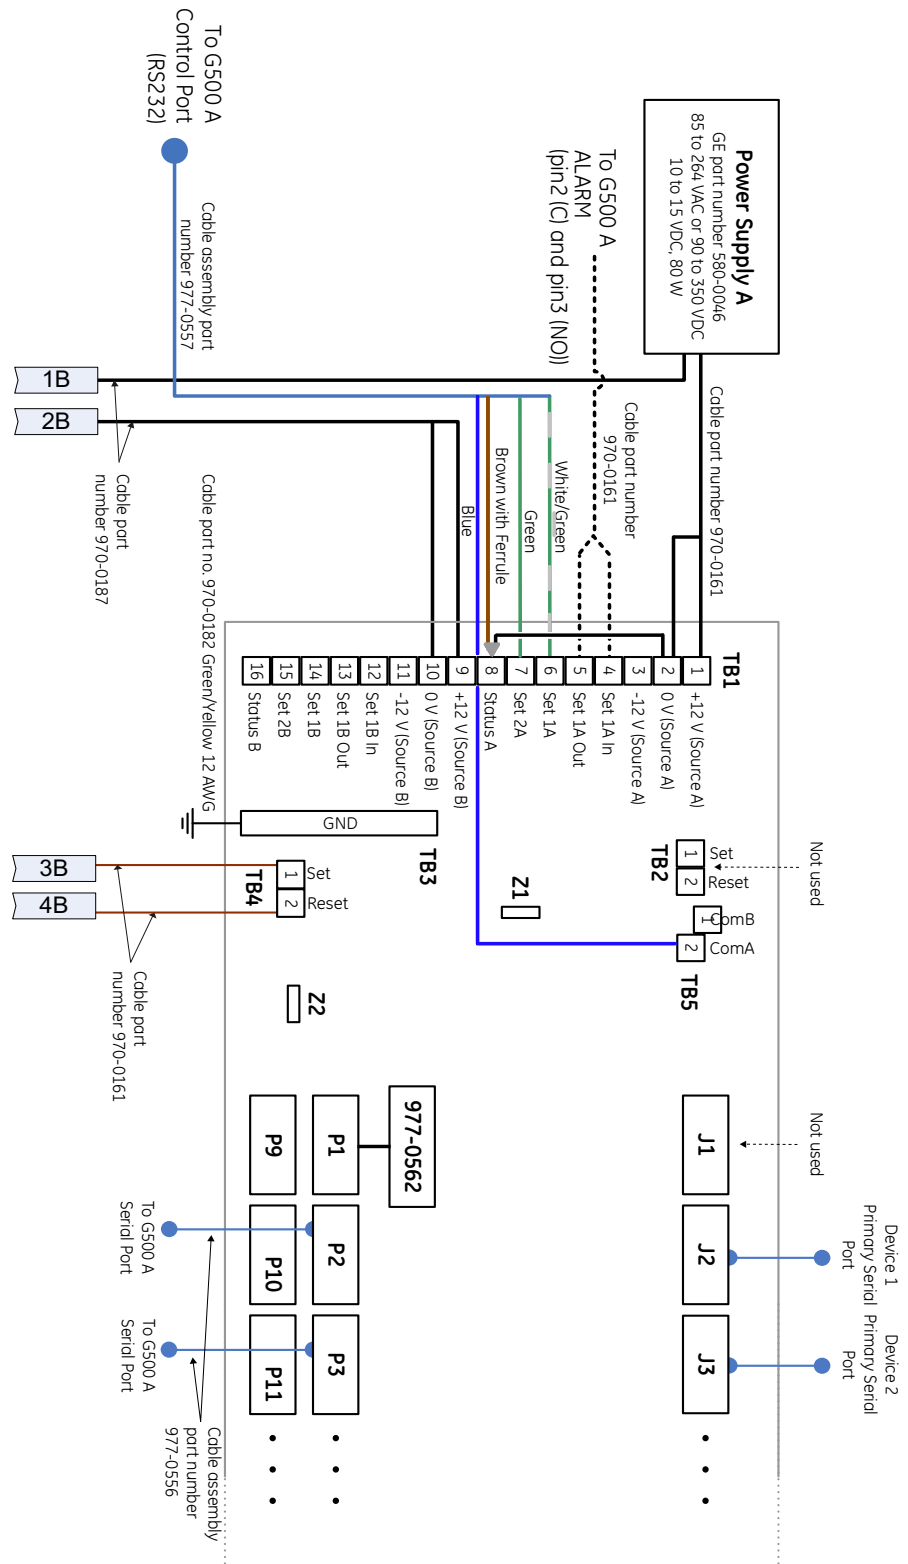 Power Supply A
GE part number 580-0046
85 to 264 VAC or 90 to 350 VDC
10 to 15 VDC, 80 W
To G500 A
ALARM
(pin2 (C) and pin3 (NO))
To G500 A
Control Port
(RS232)
Cable assembly part
number 977-0557
Cable part number 970-0161
Cable part number
970-0161
1B
2B
Cable part
number 970-0187
White/Green
Green
Brown with Ferrule
Blue
Cable part no. 970-0182 Green/Yellow 12 AWG
TB1
1 +12 V (Source A)
2 0 V (Source A)
3 -12 V (Source A)
4 Set 1A In
5 Set 1A Out
6 Set 1A
7 Set 2A
8 Status A
9 +12 V (Source B)
10 0 V (Source B)
11 -12 V (Source B)
12 Set 1B In
13 Set 1B Out
14 Set 1B
15 Set 2B
16 Status B
GND
TB3
Not used
TB2
1 Set
2 Reset
1 ComB
2 ComA
TB5
Z1
3B
4B
TB4
1 Set
2 Reset
Cable part
number 970-0161
Z2
977-0562
Not used
J1
J2
J3
Device 1
Primary Serial
Port
Device 2
Primary Serial
Port
P1
P2
P3
P9
P10
P11
To G500 A
Serial Port
To G500 A
Serial Port
Cable assembly
part number
977-0556